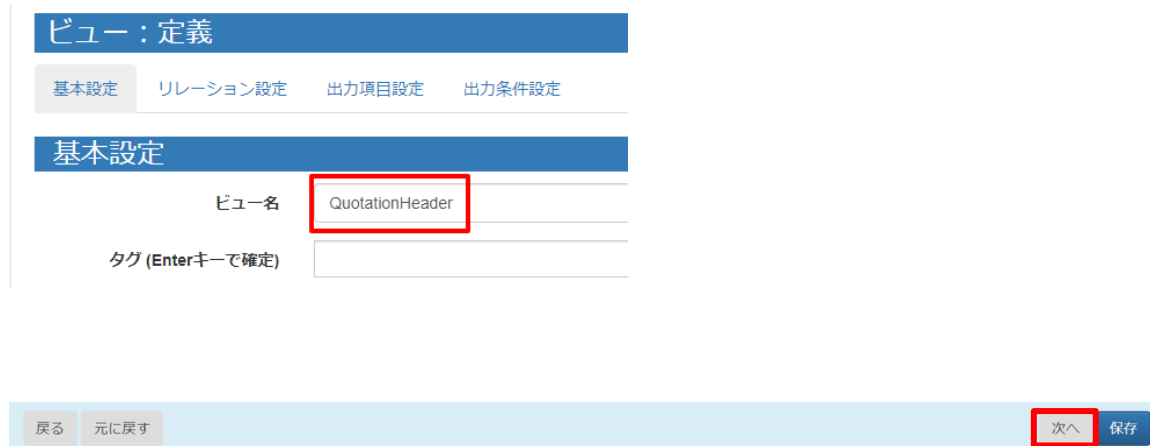 ビュー：定義
基本設定 リレーション設定 出力項目設定 出力条件設定
基本設定
ビュー名 QuotationHeader
タグ (Enterキーで確定)
戻る 元に戻す 次へ 保存